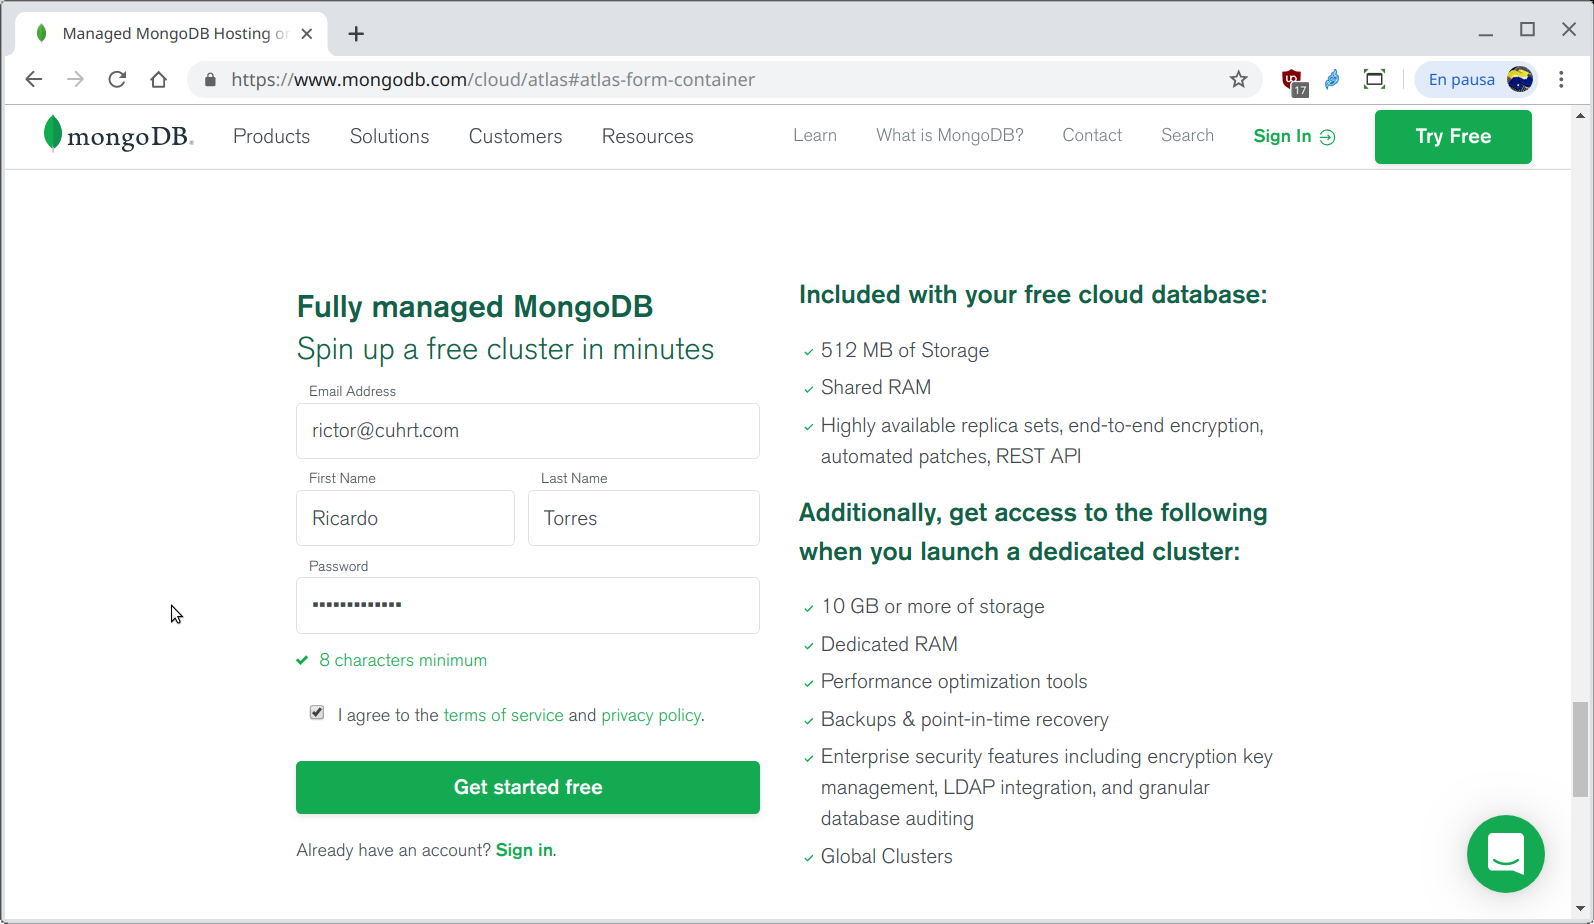 Managed MongoDB Hosting on
https://www.mongodb.com/cloud/atlas#atlas-form-container
17
En pausa
mongoDB.
Products
Solutions
Customers
Resources
Learn
What is MongoDB?
Contact
Search
Sign In
Try Free
Fully managed MongoDB
Spin up a free cluster in minutes
Email Address
rictor@cuhrt.com
First Name
Last Name
Ricardo
Torres
Password
•••••••••••••
8 characters minimum
I agree to the terms of service and privacy policy.
Get started free
Already have an account? Sign in.
Included with your free cloud database:
512 MB of Storage
Shared RAM
Highly available replica sets, end-to-end encryption,
automated patches, REST API
Additionally, get access to the following
when you launch a dedicated cluster:
10 GB or more of storage
Dedicated RAM
Performance optimization tools
Backups & point-in-time recovery
Enterprise security features including encryption key
management, LDAP integration, and granular
database auditing
Global Clusters